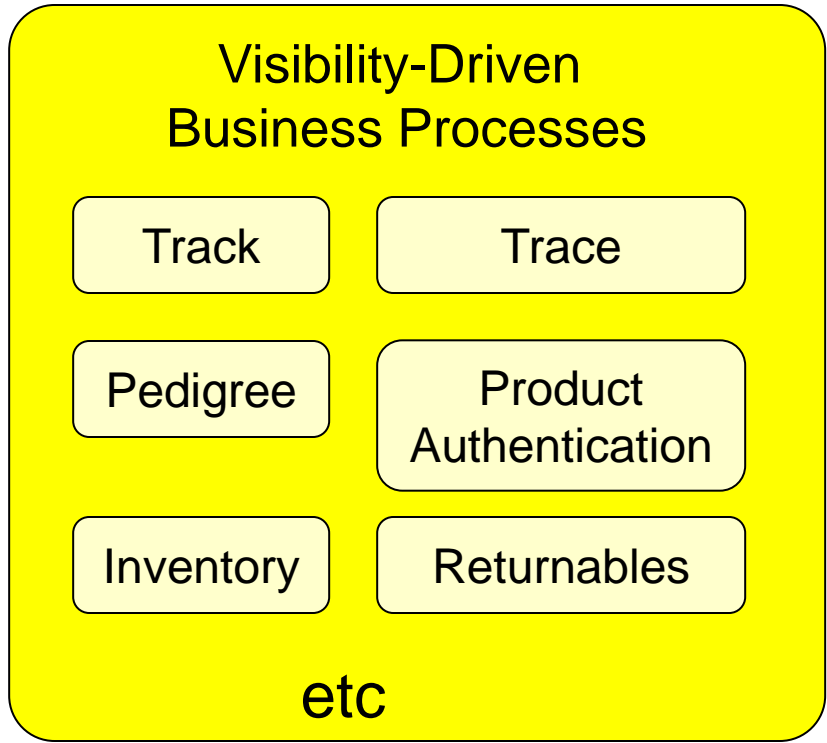 Visibility-Driven
Business Processes
Track
Trace
Pedigree
Product
Authentication
Inventory
Returnables
etc